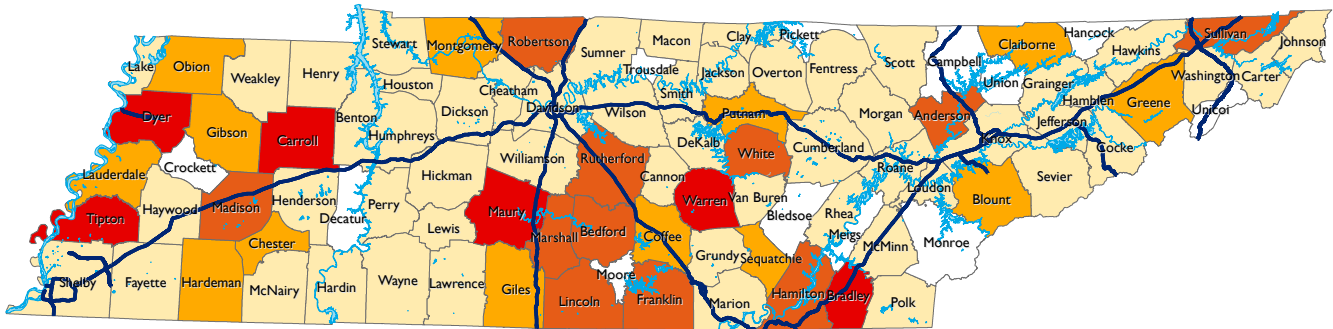 Lake
Obion
Weakley
Henry
Stewart
Montgomery
Robertson
Sumner
Macon
Clay
Pickett
Trousdale
Jackson
Overton
Fentress
Scott
Campbell
Claiborne
Hancock
Hawkins
Sullivan
Johnson
Dyer
Gibson
Carroll
Benton
Houston
Humphreys
Dickson
Cheatham
Davidson
Wilson
Smith
Putnam
DeKalb
White
Cumberland
Morgan
Anderson
Union
Grainger
Hamblen
Jefferson
Greene
Washington
Carter
Unicoi
Crockett
Lauderdale
Haywood
Madison
Henderson
Decatur
Perry
Hickman
Williamson
Rutherford
Cannon
Warren
Van Buren
Bledsoe
Rhea
Roane
Knox
Loudon
Blount
Sevier
Cocke
Tipton
Chester
Lewis
Maury
Marshall
Bedford
Coffee
Grundy
Sequatchie
Meigs
McMinn
Monroe
Shelby
Fayette
Hardeman
McNairy
Hardin
Wayne
Lawrence
Giles
Lincoln
Moore
Franklin
Marion
Hamilton
Bradley
Polk